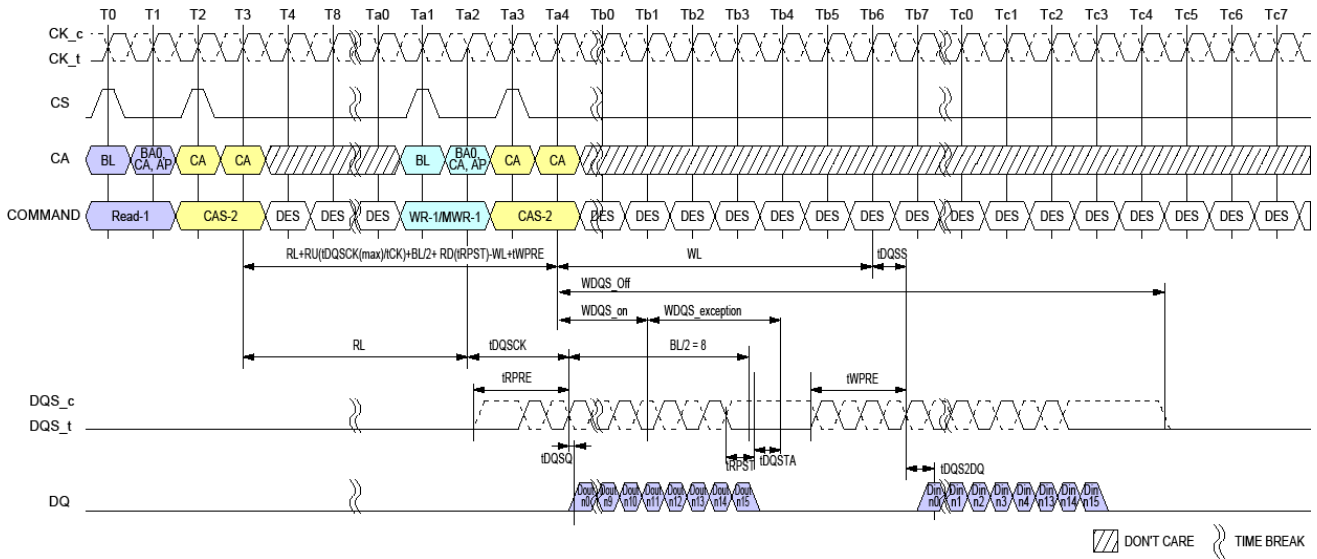 T0 T1 T2 T3 T4 T8 Ta0 Ta1 Ta2 Ta3 Ta4 Tb0 Tb1 Tb2 Tb3 Tb4 Tb5 Tb6 Tb7 Tc0 Tc1 Tc2 Tc3 Tc4 Tc5 Tc6 Tc7
CK_c
CK_t
CS
CA BL BA0, CA, AP CA CA BL BA0, CA, AP CA CA
COMMAND Read-1 CAS-2 DES DES DES WR-1/MWR-1 CAS-2 DES DES DES DES DES DES DES DES DES DES DES DES DES DES DES DES
RL+RU(tDQSCK(max)/tCK)+BL/2+ RD(tRPST)-WL+tWPRE WL tDQSS
WDQS_Off
WDQS_on WDQS_exception
RL tDQSCK BL/2 = 8
tRPRE tWPRE
DQS_c
DQS_t
tDQSQ tRPST tDQSTA tDQS2DQ
DQ Dout n0 Dout n9 Dout n10 Dout n11 Dout n12 Dout n13 Dout n14 Dout n15 Din n0 Din n1 Din n2 Din n3 Din n4 Din n13 Din n14 Din n15
DON'T CARE TIME BREAK